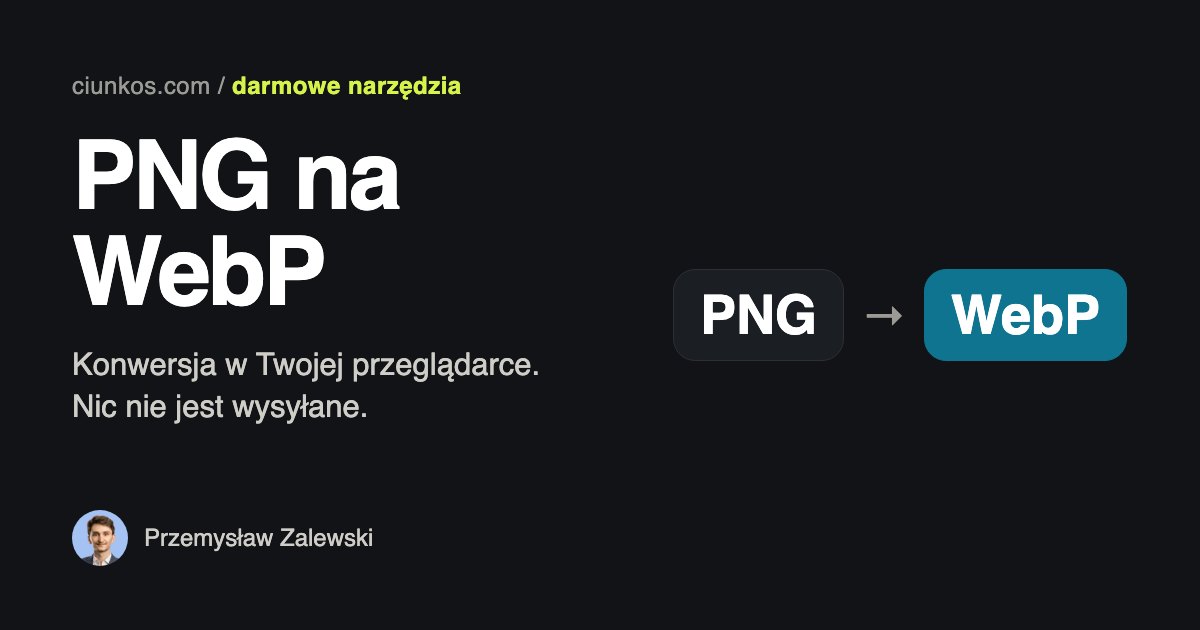 ciunkos.com / darmowe narzędzia
PNG na
WebP
Konwersja w Twojej przeglądarce.
Nic nie jest wysyłane.
PNG → WebP
Przemysław Zalewski